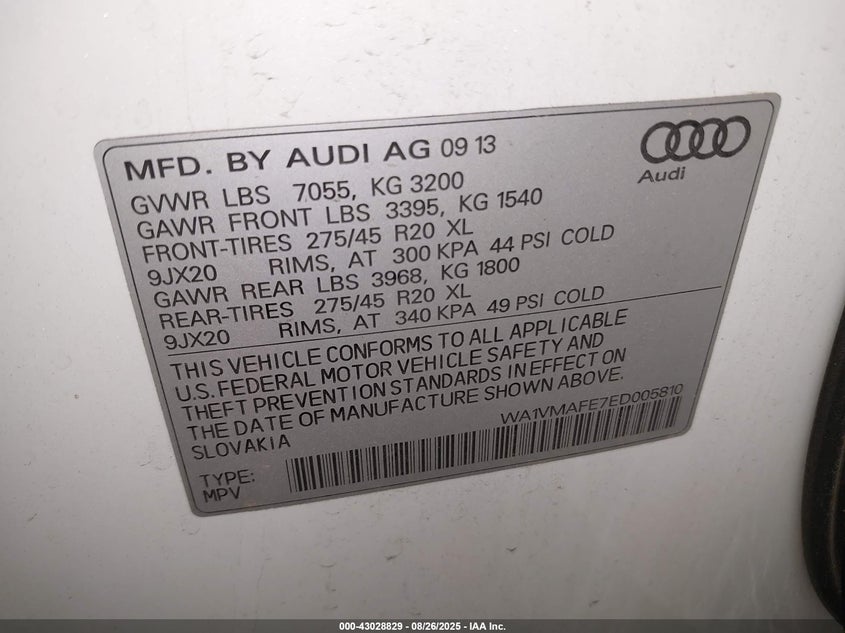 MFD. BY AUDI AG 09 13
Audi
GVWR LBS 7055, KG 3200
GAWR FRONT LBS 3395, KG 1540
FRONT-TIRES 275/45 R20 XL
9JX20 RIMS, AT 300 KPA 44 PSI COLD
GAWR REAR LBS 3968, KG 1800
REAR-TIRES 275/45 R20 XL
9JX20 RIMS, AT 340 KPA 49 PSI COLD
THIS VEHICLE CONFORMS TO ALL APPLICABLE
U.S. FEDERAL MOTOR VEHICLE SAFETY AND
THEFT PREVENTION STANDARDS IN EFFECT ON
THE DATE OF MANUFACTURE SHOWN ABOVE.
SLOVAKIA
WA1VMAFE7ED005810
TYPE:
MPV
000-43028829 - 08/26/2025 - IAA Inc.